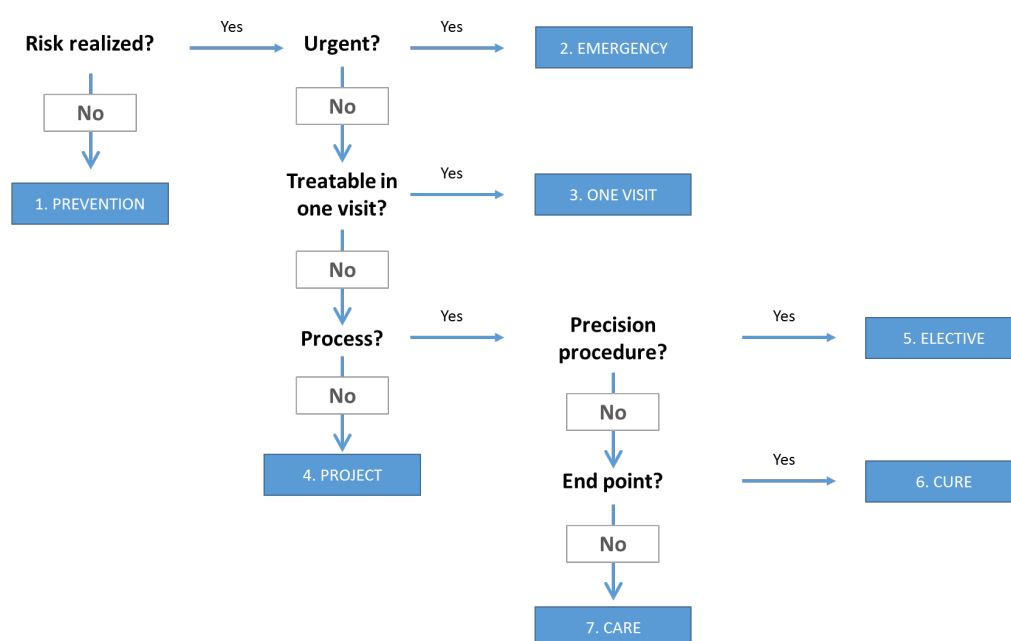 Risk realized?
Yes
Urgent?
Yes
2. EMERGENCY
No
No
1. PREVENTION
Treatable in
one visit?
Yes
3. ONE VISIT
No
Process?
Yes
Precision
procedure?
Yes
5. ELECTIVE
No
No
4. PROJECT
End point?
Yes
6. CURE
No
7. CARE